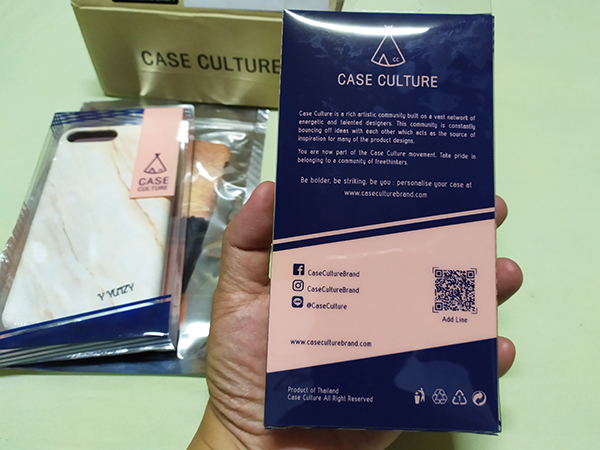 CASE CULTURE
CASE
CULTURE
CC
CASE CULTURE
Case Culture is a rich artistic community built on a vast network of
energetic and talented designers. This community is constantly
bouncing off ideas with each other which acts as the source of
inspiration for many of the product designs.
You are now part of the Case Culture movement. Take pride in
belonging to a community of freethinkers.
Be bolder, be striking, be you : personalise your case at
www.caseculturebrand.com
CaseCultureBrand
CaseCultureBrand
@CaseCulture
Add Line
www.caseculturebrand.com
Product of Thailand
Case Culture All Right Reserved